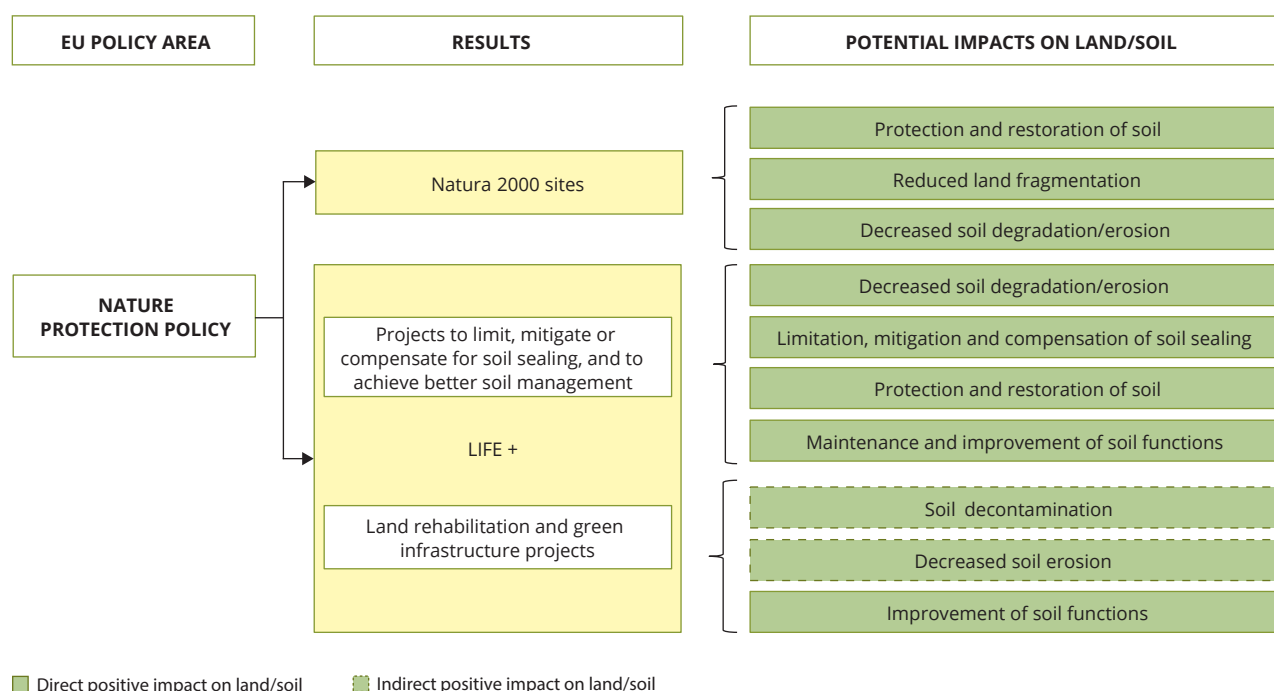 EU POLICY AREA
RESULTS
POTENTIAL IMPACTS ON LAND/SOIL
NATURE
PROTECTION POLICY
Natura 2000 sites
Protection and restoration of soil
Reduced land fragmentation
Decreased soil degradation/erosion
Projects to limit, mitigate or
compensate for soil sealing, and to
achieve better soil management
LIFE +
Land rehabilitation and green
infrastructure projects
Decreased soil degradation/erosion
Limitation, mitigation and compensation of soil sealing
Protection and restoration of soil
Maintenance and improvement of soil functions
Soil decontamination
Decreased soil erosion
Improvement of soil functions
Direct positive impact on land/soil
Indirect positive impact on land/soil